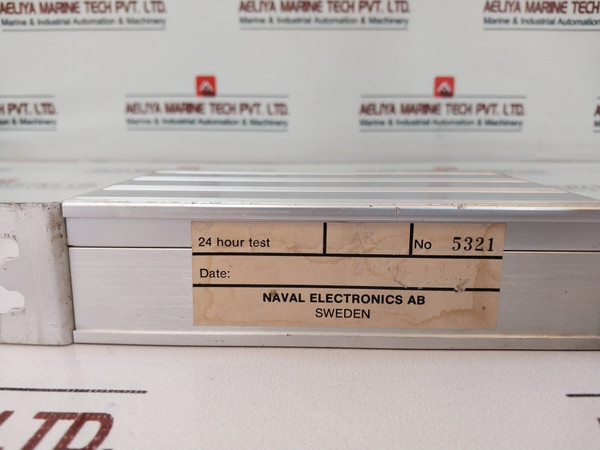 AELIYA MARINE TECH PVT. LTD.
Marine & Industrial Automation & Machinery
AELIYA MARINE TECH PVT. LTD.
Marine & Industrial Automation & Machinery
AELIYA MARINE TECH PVT. LTD.
Marine & Industrial Automation & Machinery
AELIYA MARINE TECH PVT. LTD.
Marine & Industrial Automation & Machinery
AELIYA MARINE TECH PVT. LTD.
Marine & Industrial Automation & Machinery
PVT. LTD.
Automation & Machinery
24 hour test
No 5321
Date:
NAVAL ELECTRONICS AB
SWEDEN
LTD.